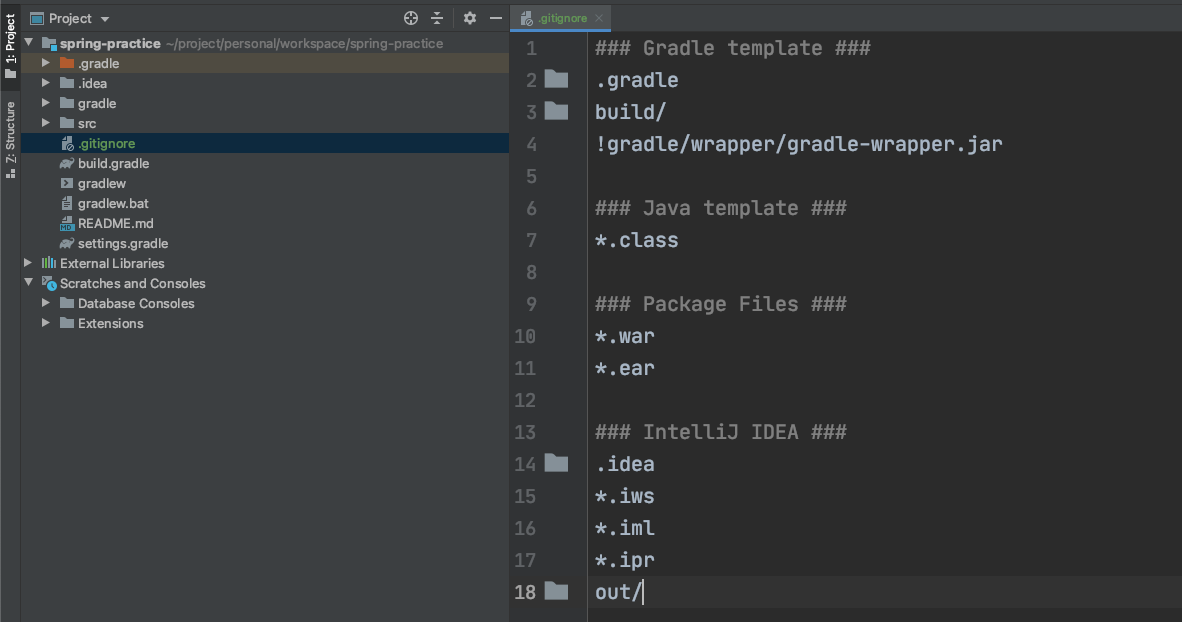 Project
.gitignore
1: Project
Z: Structure
spring-practice ~/project/personal/workspace/spring-practice
.gradle
.idea
gradle
src
.gitignore
build.gradle
gradlew
gradlew.bat
MD
README.md
settings.gradle
External Libraries
Scratches and Consoles
Database Consoles
Extensions
1 ### Gradle template ###
2 .gradle
3 build/
4 !gradle/wrapper/gradle-wrapper.jar
5
6 ### Java template ###
7 *.class
8
9 ### Package Files ###
10 *.war
11 *.ear
12
13 ### IntelliJ IDEA ###
14 .idea
15 *.iws
16 *.iml
17 *.ipr
18 out/